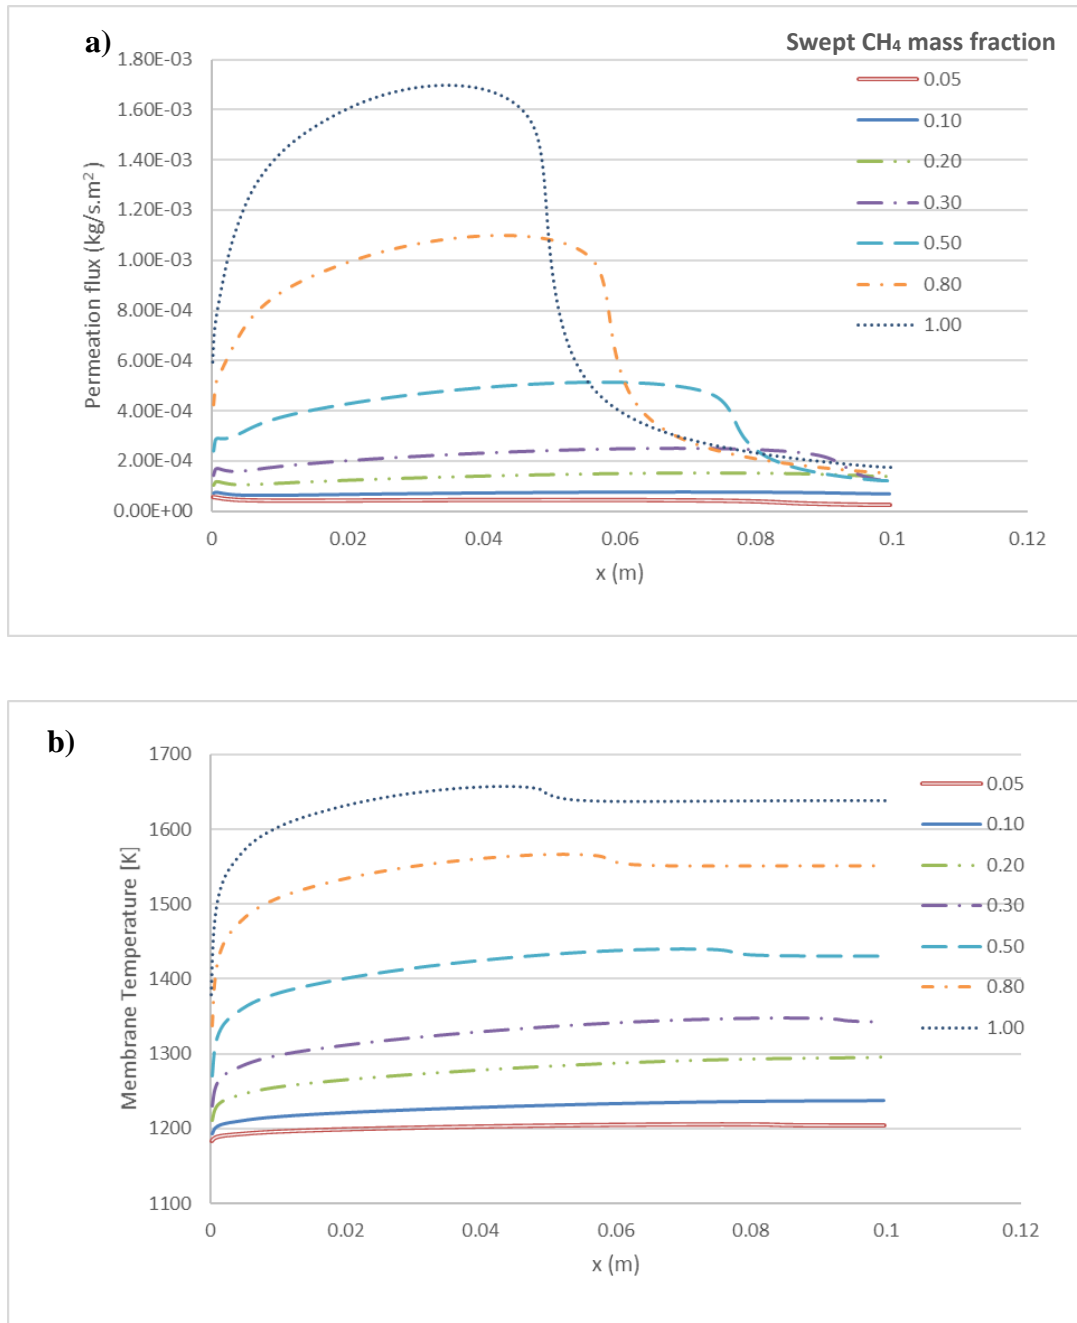 a)
Swept CH₄ mass fraction
1.80E-03
1.60E-03
1.40E-03
1.20E-03
1.00E-03
8.00E-04
6.00E-04
4.00E-04
2.00E-04
0.00E+00
Permeation flux (kg/s.m²)
0
0.02
0.04
0.06
0.08
0.1
0.12
x (m)
0.05
0.10
0.20
0.30
0.50
0.80
1.00
b)
1700
1600
1500
1400
1300
1200
1100
Membrane Temperature [K]
0
0.02
0.04
0.06
0.08
0.1
0.12
x (m)
0.05
0.10
0.20
0.30
0.50
0.80
1.00